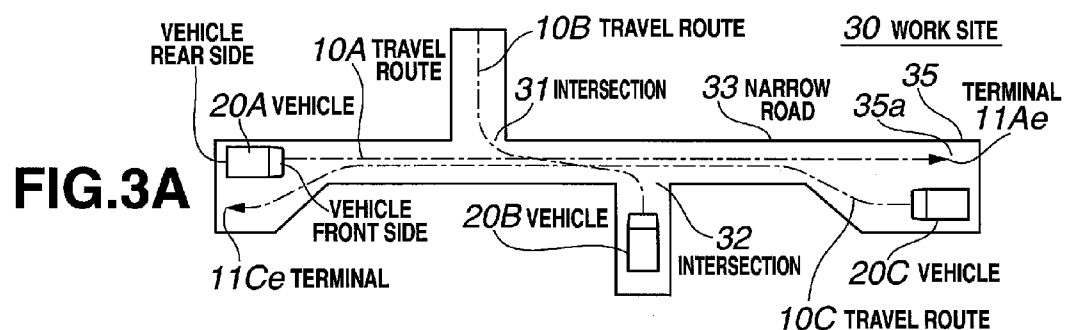 FIG.3A
VEHICLE
REAR SIDE
20A VEHICLE
10A TRAVEL
ROUTE
10B TRAVEL ROUTE
31 INTERSECTION
33 NARROW
ROAD
30 WORK SITE
35
35a
TERMINAL
11Ae
VEHICLE
FRONT SIDE
11Ce TERMINAL
20B VEHICLE
32
INTERSECTION
20C VEHICLE
10C TRAVEL
ROUTE